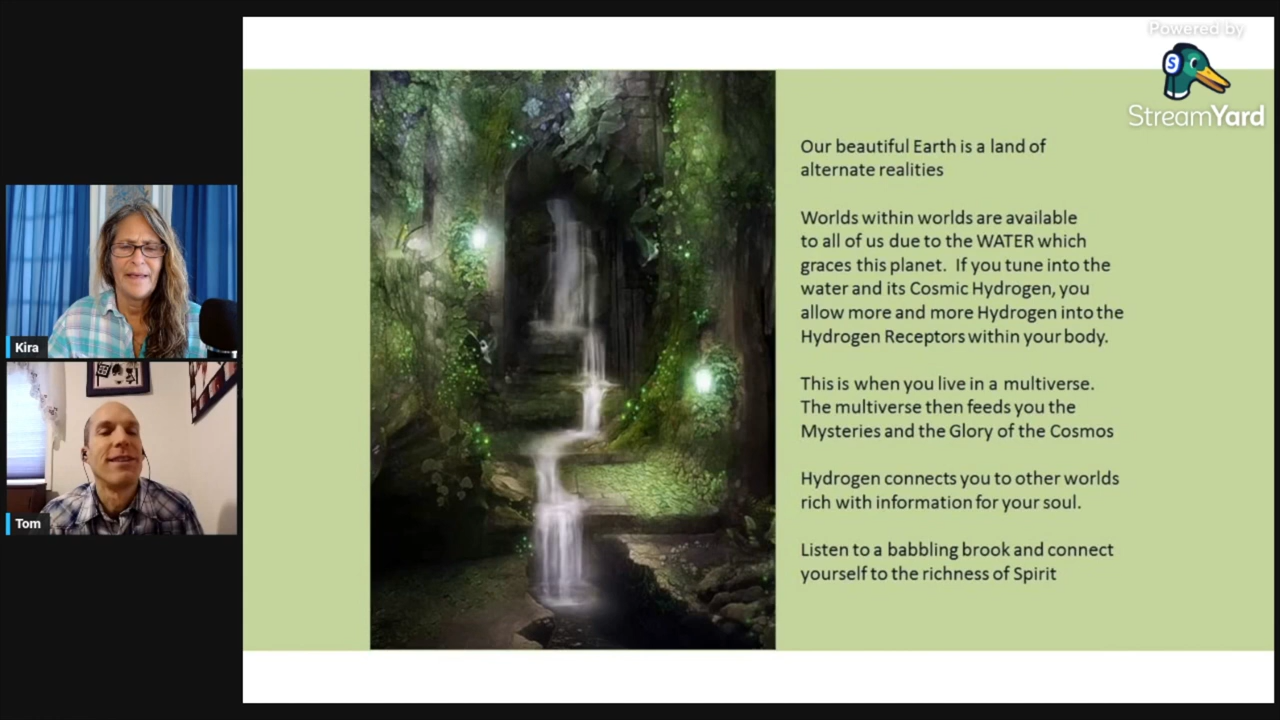 Powered by
S
StreamYard
Our beautiful Earth is a land of
alternate realities
Worlds within worlds are available
to all of us due to the WATER which
graces this planet.  If you tune into the
water and its Cosmic Hydrogen, you
allow more and more Hydrogen into the
Hydrogen Receptors within your body.
This is when you live in a multiverse.
The multiverse then feeds you the
Mysteries and the Glory of the Cosmos
Hydrogen connects you to other worlds
rich with information for your soul.
Listen to a babbling brook and connect
yourself to the richness of Spirit
Kira
Tom